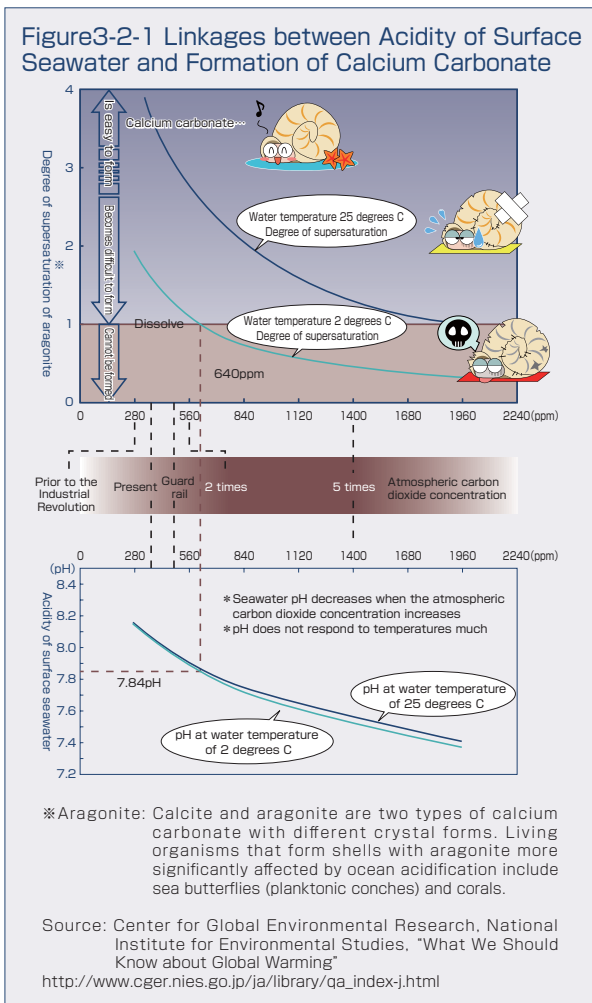 Figure3-2-1 Linkages between Acidity of Surface
Seawater and Formation of Calcium Carbonate
Degree of supersaturation of aragonite
※
4
3
2
1
0
Is easy to form
Becomes difficult to form
Cannot be formed
Calcium carbonate…
Water temperature 25 degrees C
Degree of supersaturation
Dissolve
Water temperature 2 degrees C
Degree of supersaturation
640ppm
0 280 560 840 1120 1400 1680 1960 2240(ppm)
Prior to the
Industrial
Revolution
Present
Guard
rail
2 times
5 times
Atmospheric carbon
dioxide concentration
0 280 560 840 1120 1400 1680 1960 2240(ppm)
(pH)
Acidity of surface seawater
8.4
8.2
8.0
7.8
7.6
7.4
7.2
*Seawater pH decreases when the atmospheric
carbon dioxide concentration increases
*pH does not respond to temperatures much
7.84pH
pH at water temperature
of 25 degrees C
pH at water temperature
of 2 degrees C
※Aragonite: Calcite and aragonite are two types of calcium
carbonate with different crystal forms. Living
organisms that form shells with aragonite more
significantly affected by ocean acidification include
sea butterflies (planktonic conches) and corals.
Source: Center for Global Environmental Research, National
Institute for Environmental Studies, "What We Should
Know about Global Warming"
http://www.cger.nies.go.jp/ja/library/qa_index-j.html